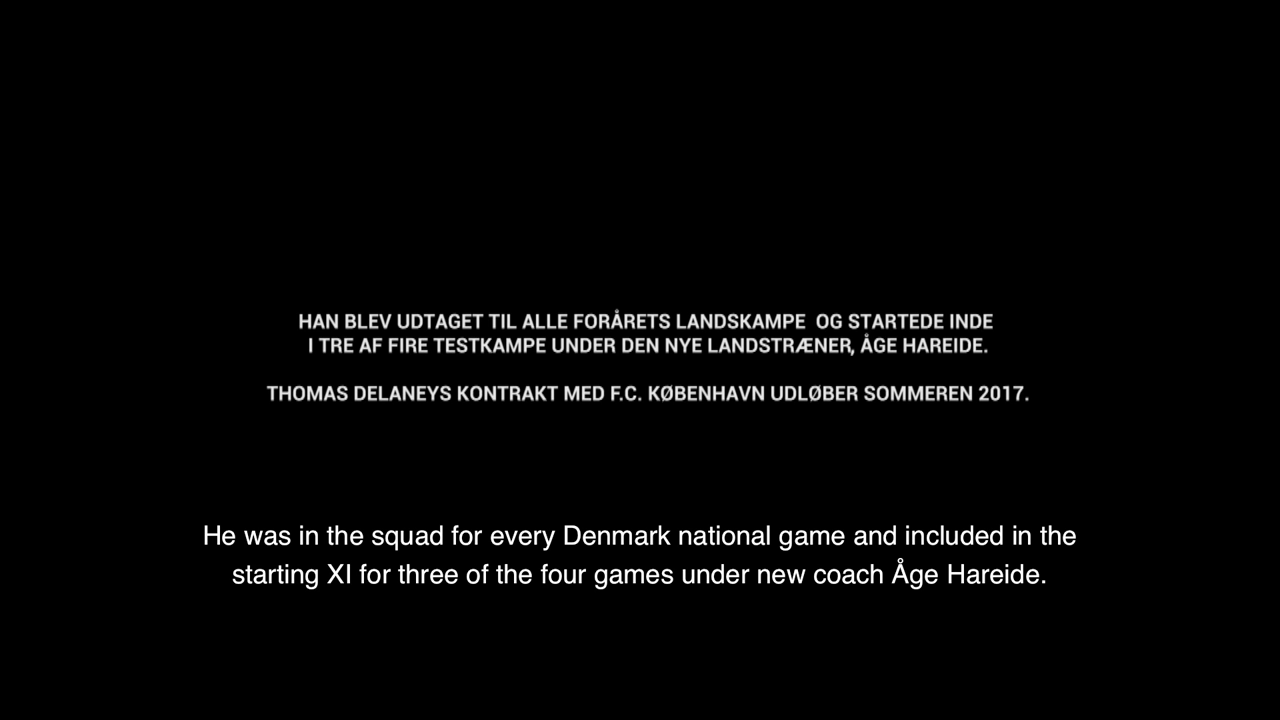 HAN BLEV UDTAGET TIL ALLE FORÅRETS LANDSKAMPE OG STARTEDE INDE
I TRE AF FIRE TESTKAMPE UNDER DEN NYE LANDSTRÆNER, ÅGE HAREIDE.
THOMAS DELANEYS KONTRAKT MED F.C. KØBENHAVN UDLØBER SOMMEREN 2017.
He was in the squad for every Denmark national game and included in the
starting XI for three of the four games under new coach Åge Hareide.